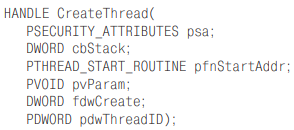 HANDLE CreateThread(
PSECURITY_ATTRIBUTES psa;
DWORD cbStack;
PTHREAD_START_ROUTINE pfnStartAddr;
PVOID pvParam;
DWORD fdwCreate;
PDWORD pdwThreadID);